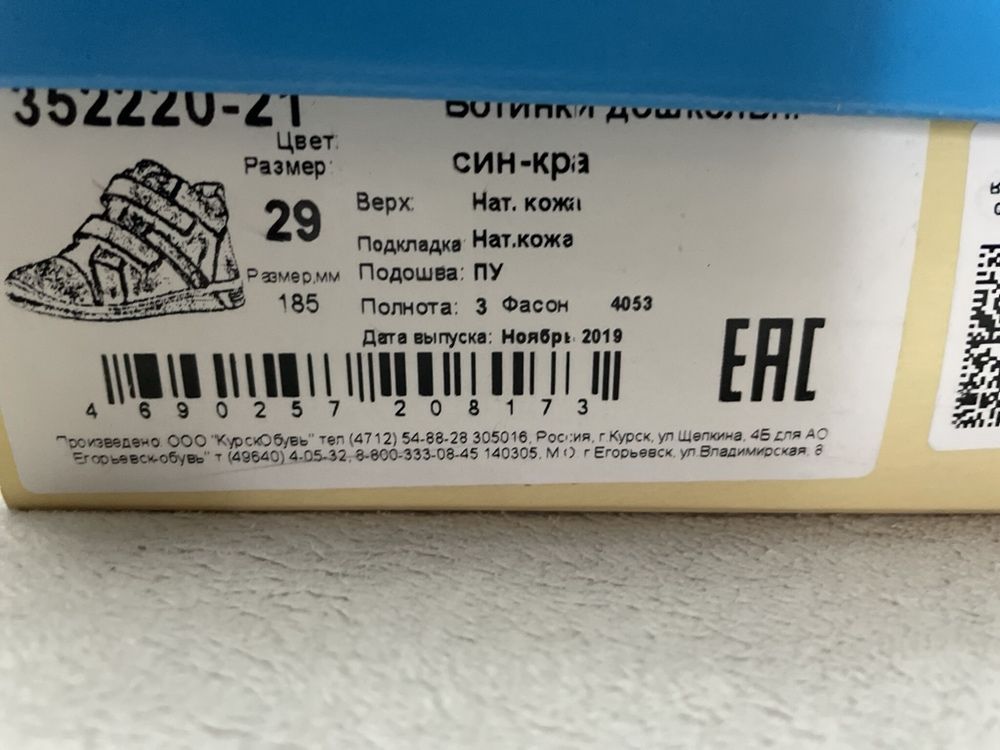 352220-21 Ботинки дошкольн.
Цвет: син-кра
Размер:
29
Верх: Нат. кожа
Подкладка: Нат.кожа
Размер,мм Подошва: ПУ
185 Полнота: 3 Фасон 4053
Дата выпуска: Ноябрь 2019
EAC
4 690257 208173
Произведено: ООО "КурскОбувь" тел (4712) 54-88-28 305016, Россия, г.Курск, ул Щепкина, 4Б для АО
Егорьевск-обувь" т (49640) 4-05-32, 8-800-333-08-45 140305, М.О. г Егорьевск, ул.Владимирская, 8